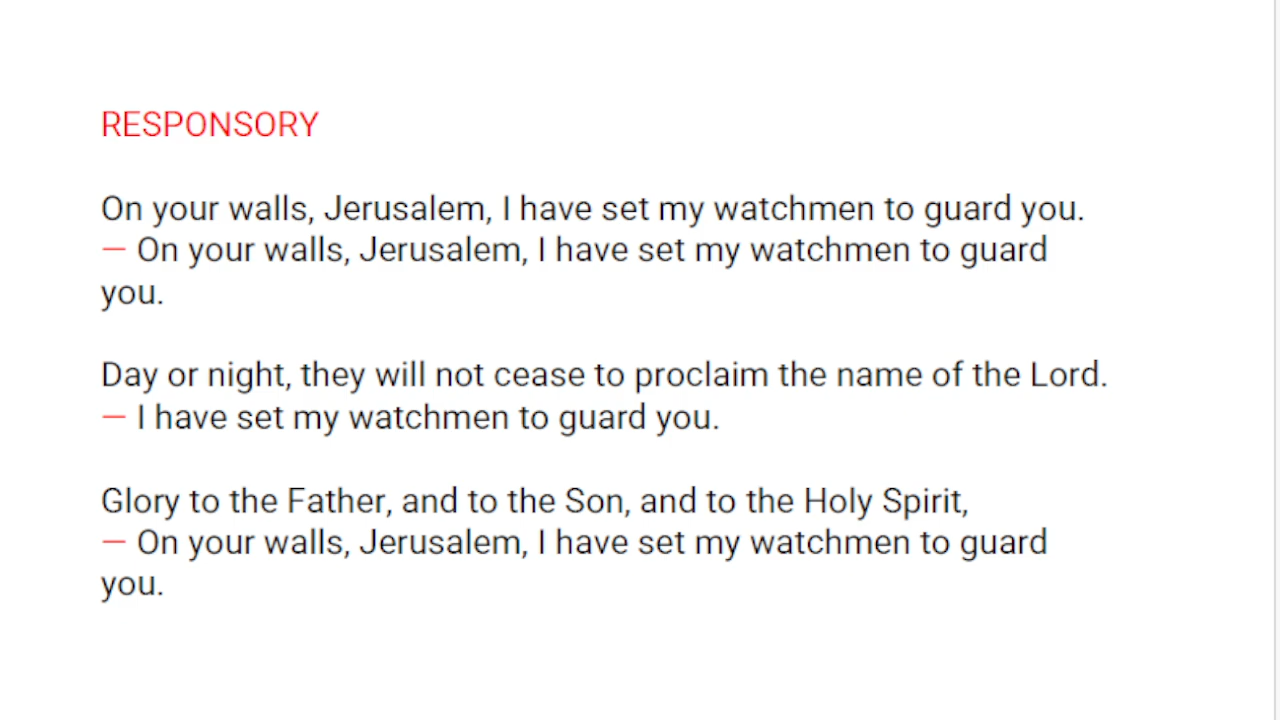 RESPONSORY
On your walls, Jerusalem, I have set my watchmen to guard you.
— On your walls, Jerusalem, I have set my watchmen to guard
you.
Day or night, they will not cease to proclaim the name of the Lord.
— I have set my watchmen to guard you.
Glory to the Father, and to the Son, and to the Holy Spirit,
— On your walls, Jerusalem, I have set my watchmen to guard
you.